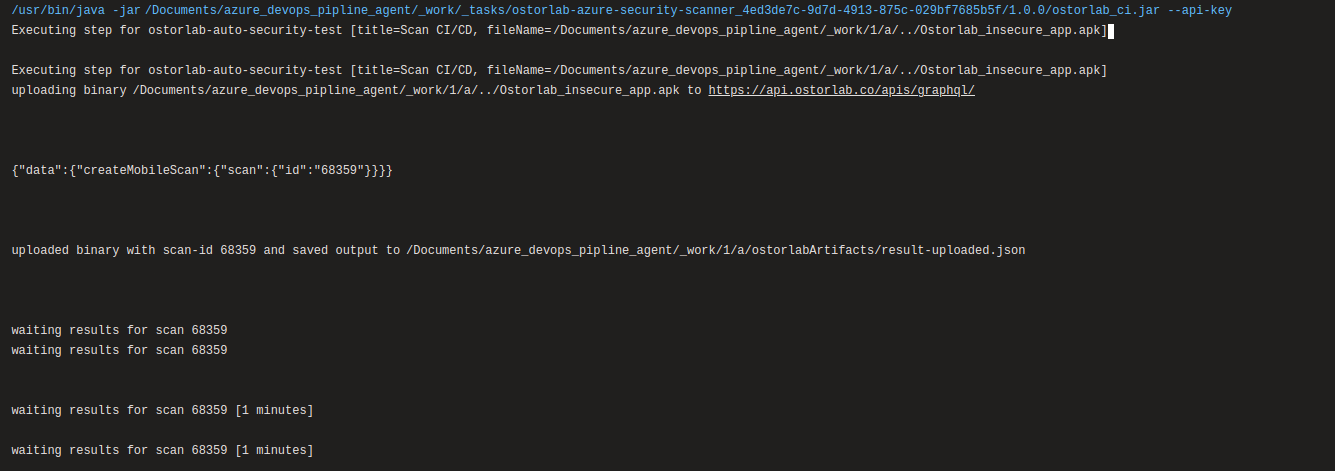 /usr/bin/java -jar /Documents/azure_devops_pipline_agent/_work/_tasks/ostorlab-azure-security-scanner_4ed3de7c-9d7d-4913-875c-029bf7685b5f/1.0.0/ostorlab_ci.jar --api-key
Executing step for ostorlab-auto-security-test [title=Scan CI/CD, fileName=/Documents/azure_devops_pipline_agent/_work/1/a/../Ostorlab_insecure_app.apk]
Executing step for ostorlab-auto-security-test [title=Scan CI/CD, fileName=/Documents/azure_devops_pipline_agent/_work/1/a/../Ostorlab_insecure_app.apk]
uploading binary /Documents/azure_devops_pipline_agent/_work/1/a/../Ostorlab_insecure_app.apk to https://api.ostorlab.co/apis/graphql/
{"data":{"createMobileScan":{"scan":{"id":"68359"}}}}
uploaded binary with scan-id 68359 and saved output to /Documents/azure_devops_pipline_agent/_work/1/a/ostorlabArtifacts/result-uploaded.json
waiting results for scan 68359
waiting results for scan 68359
waiting results for scan 68359 [1 minutes]
waiting results for scan 68359 [1 minutes]